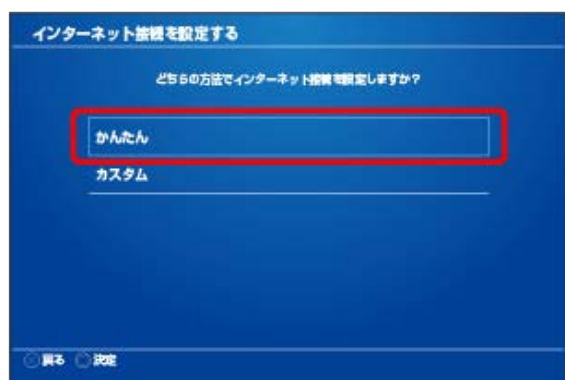 インターネット接続を設定する
どちらの方法でインターネット接続を設定しますか？
かんたん
カスタム
戻る 決定